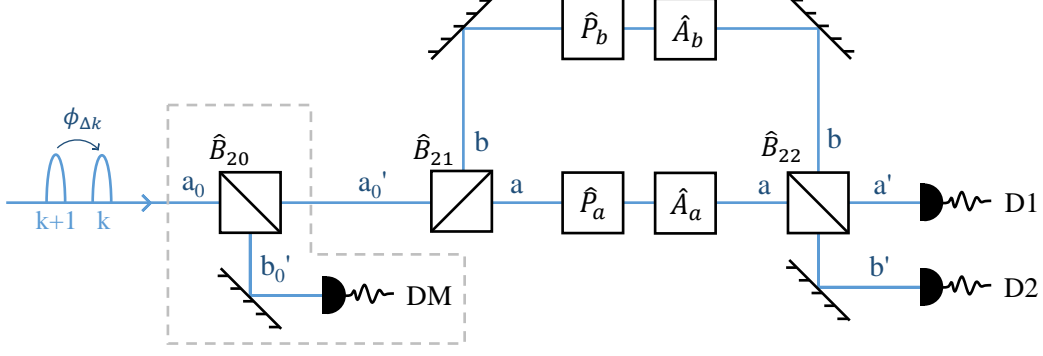 P̂_b
Â_b
ϕ_Δk
B̂_20
B̂_21
b
B̂_22
b
a_0
a_0'
a
P̂_a
Â_a
a
a'
D1
k+1
k
b_0'
b'
DM
D2